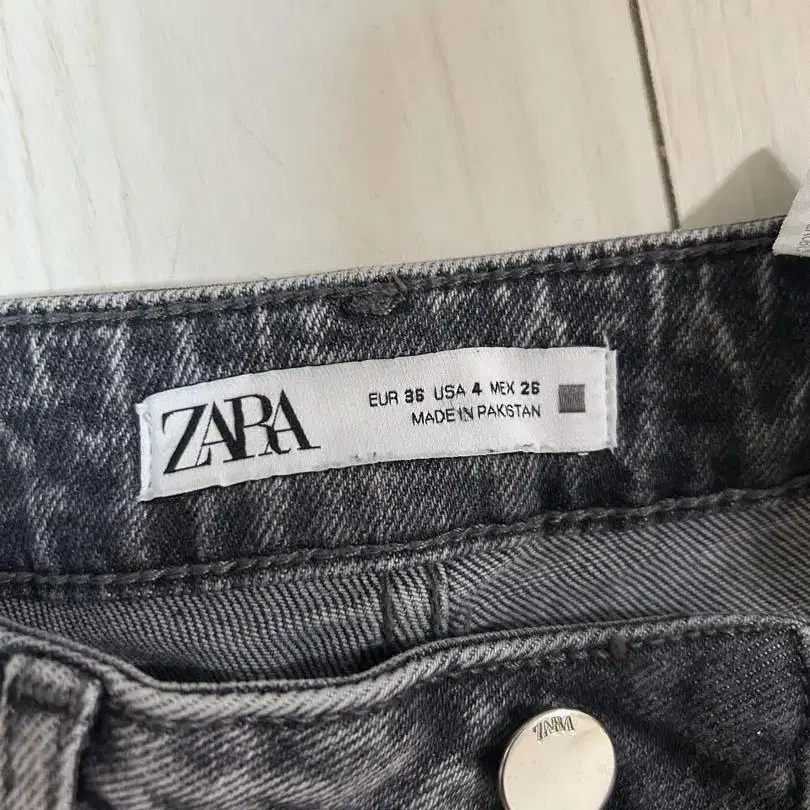 ZARA
EUR 36 USA 4 MEX 26
MADE IN PAKISTAN
ZARA